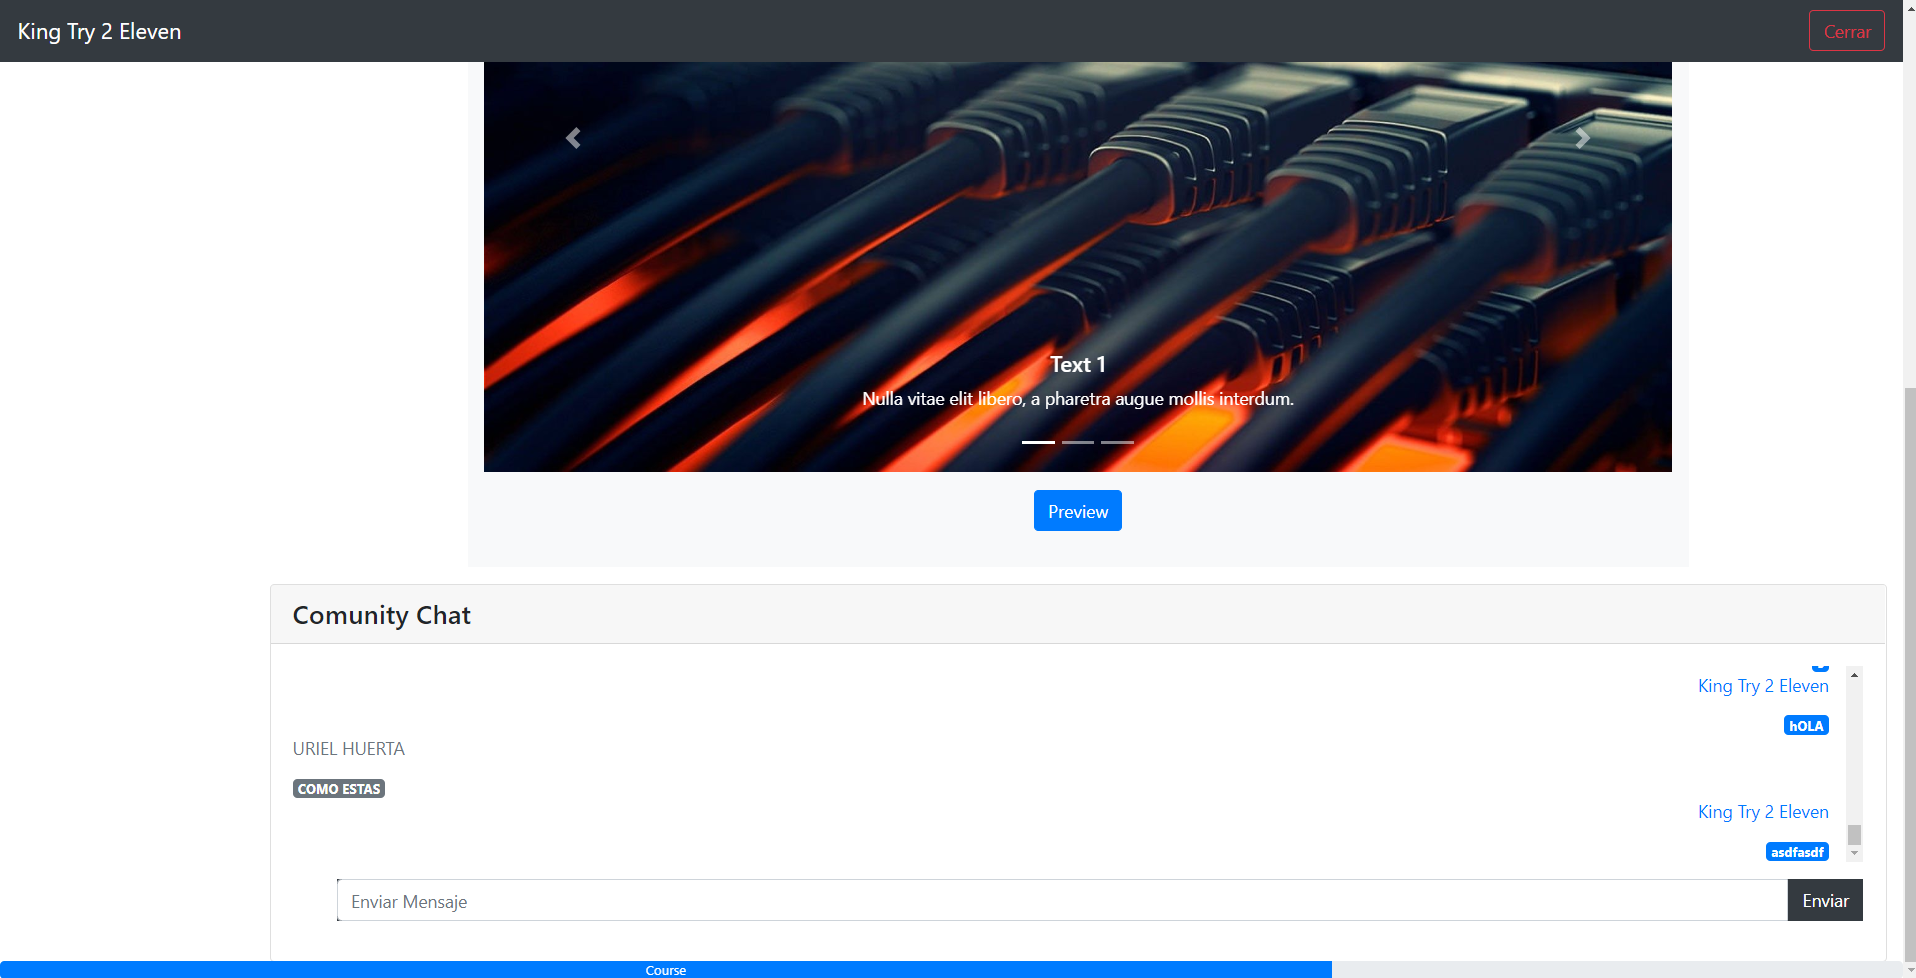 King Try 2 Eleven
Cerrar
Text 1
Nulla vitae elit libero, a pharetra augue mollis interdum.
Preview
Comunity Chat
King Try 2 Eleven
hOLA
URIEL HUERTA
COMO ESTAS
King Try 2 Eleven
asdfasdf
Enviar Mensaje
Enviar
Course